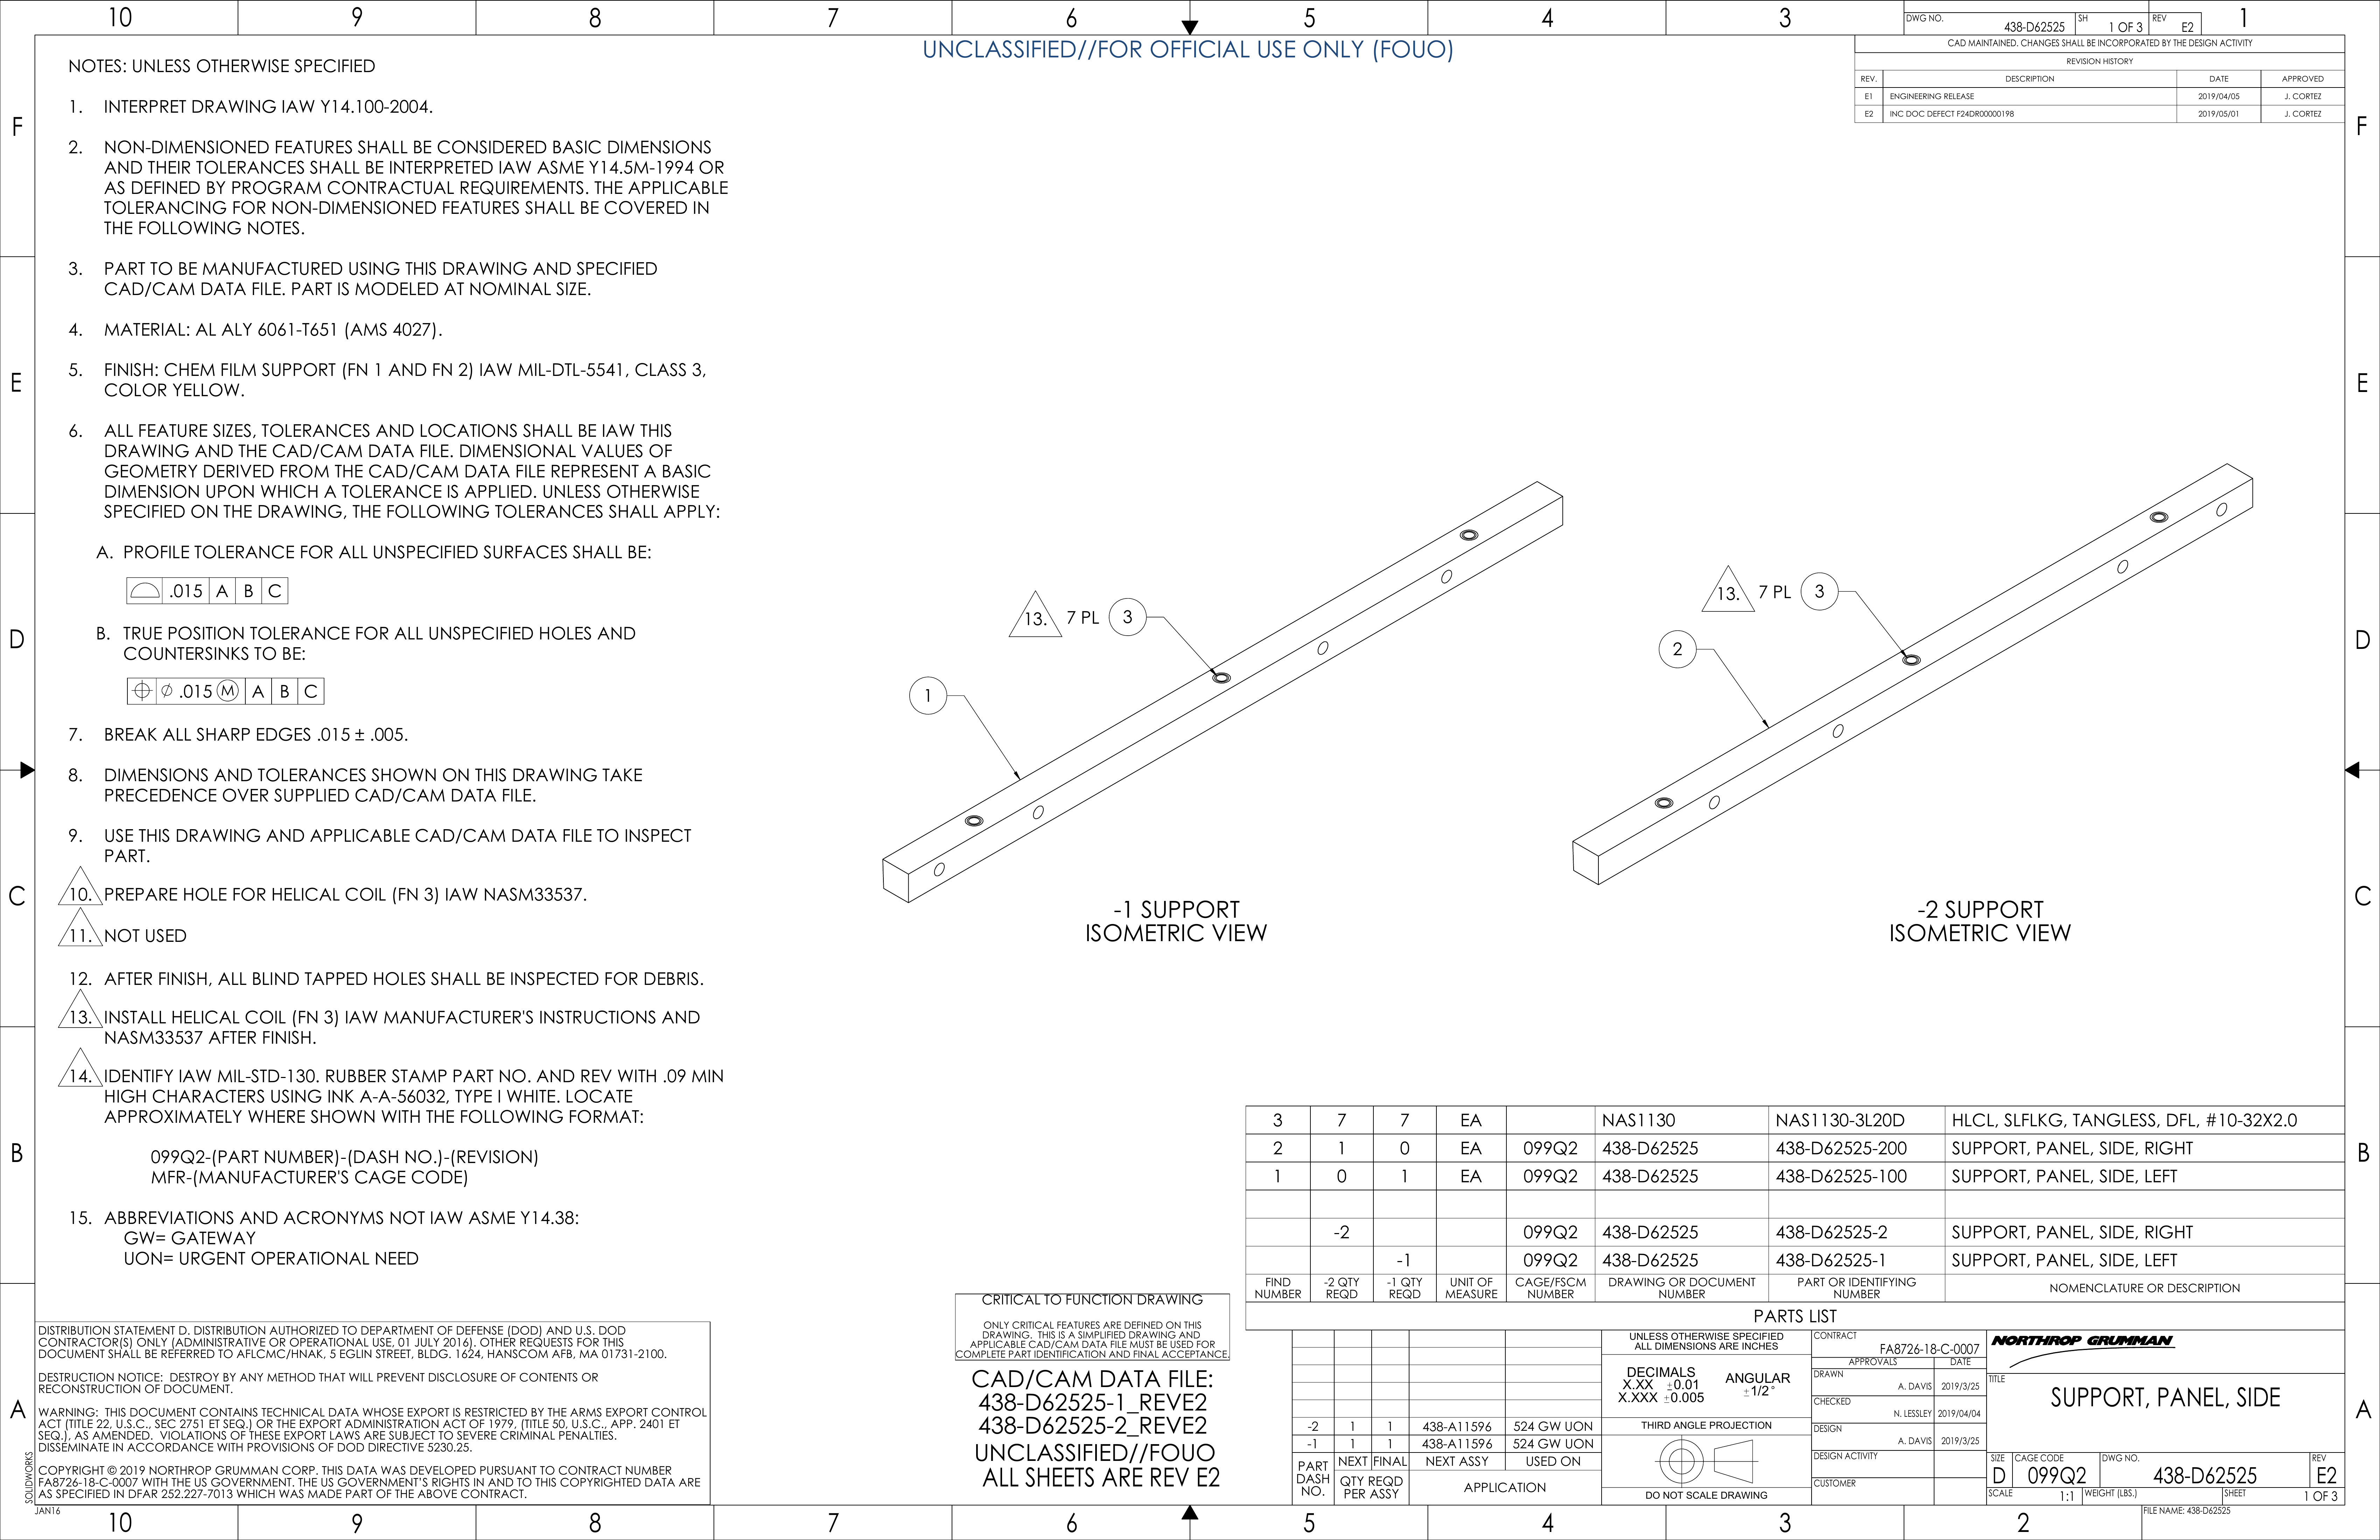 10 9 8 7 6 5 4 3 1
DWG NO. 438-D62525 SH 1 OF 3 REV E2
UNCLASSIFIED//FOR OFFICIAL USE ONLY (FOUO)
CAD MAINTAINED. CHANGES SHALL BE INCORPORATED BY THE DESIGN ACTIVITY
REVISION HISTORY
REV. DESCRIPTION DATE APPROVED
E1 ENGINEERING RELEASE 2019/04/05 J. CORTEZ
E2 INC DOC DEFECT F24DR00000198 2019/05/01 J. CORTEZ
F F
E E
D D
C C
B B
A A
NOTES: UNLESS OTHERWISE SPECIFIED
1. INTERPRET DRAWING IAW Y14.100-2004.
2. NON-DIMENSIONED FEATURES SHALL BE CONSIDERED BASIC DIMENSIONS
AND THEIR TOLERANCES SHALL BE INTERPRETED IAW ASME Y14.5M-1994 OR
AS DEFINED BY PROGRAM CONTRACTUAL REQUIREMENTS. THE APPLICABLE
TOLERANCING FOR NON-DIMENSIONED FEATURES SHALL BE COVERED IN
THE FOLLOWING NOTES.
3. PART TO BE MANUFACTURED USING THIS DRAWING AND SPECIFIED
CAD/CAM DATA FILE. PART IS MODELED AT NOMINAL SIZE.
4. MATERIAL: AL ALY 6061-T651 (AMS 4027).
5. FINISH: CHEM FILM SUPPORT (FN 1 AND FN 2) IAW MIL-DTL-5541, CLASS 3,
COLOR YELLOW.
6. ALL FEATURE SIZES, TOLERANCES AND LOCATIONS SHALL BE IAW THIS
DRAWING AND THE CAD/CAM DATA FILE. DIMENSIONAL VALUES OF
GEOMETRY DERIVED FROM THE CAD/CAM DATA FILE REPRESENT A BASIC
DIMENSION UPON WHICH A TOLERANCE IS APPLIED. UNLESS OTHERWISE
SPECIFIED ON THE DRAWING, THE FOLLOWING TOLERANCES SHALL APPLY:
A. PROFILE TOLERANCE FOR ALL UNSPECIFIED SURFACES SHALL BE:
⌓ .015 A B C
B. TRUE POSITION TOLERANCE FOR ALL UNSPECIFIED HOLES AND
COUNTERSINKS TO BE:
⌖ ⌀ .015 Ⓜ A B C
7. BREAK ALL SHARP EDGES .015 ± .005.
8. DIMENSIONS AND TOLERANCES SHOWN ON THIS DRAWING TAKE
PRECEDENCE OVER SUPPLIED CAD/CAM DATA FILE.
9. USE THIS DRAWING AND APPLICABLE CAD/CAM DATA FILE TO INSPECT
PART.
10. PREPARE HOLE FOR HELICAL COIL (FN 3) IAW NASM33537.
11. NOT USED
12. AFTER FINISH, ALL BLIND TAPPED HOLES SHALL BE INSPECTED FOR DEBRIS.
13. INSTALL HELICAL COIL (FN 3) IAW MANUFACTURER'S INSTRUCTIONS AND
NASM33537 AFTER FINISH.
14. IDENTIFY IAW MIL-STD-130. RUBBER STAMP PART NO. AND REV WITH .09 MIN
HIGH CHARACTERS USING INK A-A-56032, TYPE I WHITE. LOCATE
APPROXIMATELY WHERE SHOWN WITH THE FOLLOWING FORMAT:
099Q2-(PART NUMBER)-(DASH NO.)-(REVISION)
MFR-(MANUFACTURER'S CAGE CODE)
15. ABBREVIATIONS AND ACRONYMS NOT IAW ASME Y14.38:
GW= GATEWAY
UON= URGENT OPERATIONAL NEED
13. 7 PL 3
1
-1 SUPPORT
ISOMETRIC VIEW
13. 7 PL 3
2
-2 SUPPORT
ISOMETRIC VIEW
3 7 7 EA NAS1130 NAS1130-3L20D HLCL, SLFLKG, TANGLESS, DFL, #10-32X2.0
2 1 0 EA 099Q2 438-D62525 438-D62525-200 SUPPORT, PANEL, SIDE, RIGHT
1 0 1 EA 099Q2 438-D62525 438-D62525-100 SUPPORT, PANEL, SIDE, LEFT
-2 099Q2 438-D62525 438-D62525-2 SUPPORT, PANEL, SIDE, RIGHT
-1 099Q2 438-D62525 438-D62525-1 SUPPORT, PANEL, SIDE, LEFT
FIND NUMBER -2 QTY REQD -1 QTY REQD UNIT OF MEASURE CAGE/FSCM NUMBER DRAWING OR DOCUMENT NUMBER PART OR IDENTIFYING NUMBER NOMENCLATURE OR DESCRIPTION
PARTS LIST
CRITICAL TO FUNCTION DRAWING
ONLY CRITICAL FEATURES ARE DEFINED ON THIS
DRAWING. THIS IS A SIMPLIFIED DRAWING AND
APPLICABLE CAD/CAM DATA FILE MUST BE USED FOR
COMPLETE PART IDENTIFICATION AND FINAL ACCEPTANCE.
CAD/CAM DATA FILE:
438-D62525-1_REVE2
438-D62525-2_REVE2
UNCLASSIFIED//FOUO
ALL SHEETS ARE REV E2
DISTRIBUTION STATEMENT D. DISTRIBUTION AUTHORIZED TO DEPARTMENT OF DEFENSE (DOD) AND U.S. DOD
CONTRACTOR(S) ONLY (ADMINISTRATIVE OR OPERATIONAL USE, 01 JULY 2016). OTHER REQUESTS FOR THIS
DOCUMENT SHALL BE REFERRED TO AFLCMC/HNAK, 5 EGLIN STREET, BLDG. 1624, HANSCOM AFB, MA 01731-2100.
DESTRUCTION NOTICE: DESTROY BY ANY METHOD THAT WILL PREVENT DISCLOSURE OF CONTENTS OR
RECONSTRUCTION OF DOCUMENT.
WARNING: THIS DOCUMENT CONTAINS TECHNICAL DATA WHOSE EXPORT IS RESTRICTED BY THE ARMS EXPORT CONTROL
ACT (TITLE 22, U.S.C., SEC 2751 ET SEQ.) OR THE EXPORT ADMINISTRATION ACT OF 1979, (TITLE 50, U.S.C., APP. 2401 ET
SEQ.), AS AMENDED. VIOLATIONS OF THESE EXPORT LAWS ARE SUBJECT TO SEVERE CRIMINAL PENALTIES.
DISSEMINATE IN ACCORDANCE WITH PROVISIONS OF DOD DIRECTIVE 5230.25.
COPYRIGHT © 2019 NORTHROP GRUMMAN CORP. THIS DATA WAS DEVELOPED PURSUANT TO CONTRACT NUMBER
FA8726-18-C-0007 WITH THE US GOVERNMENT. THE US GOVERNMENT'S RIGHTS IN AND TO THIS COPYRIGHTED DATA ARE
AS SPECIFIED IN DFAR 252.227-7013 WHICH WAS MADE PART OF THE ABOVE CONTRACT.
SOLIDWORKS
JAN16
-2 1 1 438-A11596 524 GW UON
-1 1 1 438-A11596 524 GW UON
PART DASH NO. NEXT FINAL NEXT ASSY USED ON
QTY REQD PER ASSY APPLICATION
UNLESS OTHERWISE SPECIFIED
ALL DIMENSIONS ARE INCHES
DECIMALS ANGULAR
X.XX ±0.01 ±1/2°
X.XXX ±0.005
THIRD ANGLE PROJECTION
DO NOT SCALE DRAWING
CONTRACT FA8726-18-C-0007
APPROVALS DATE
DRAWN A. DAVIS 2019/3/25
CHECKED N. LESSLEY 2019/04/04
DESIGN A. DAVIS 2019/3/25
DESIGN ACTIVITY
CUSTOMER
NORTHROP GRUMMAN
TITLE
SUPPORT, PANEL, SIDE
SIZE D CAGE CODE 099Q2 DWG NO. 438-D62525 REV E2
SCALE 1:1 WEIGHT (LBS.) SHEET 1 OF 3
FILE NAME: 438-D62525
10 9 8 7 6 5 4 3 2